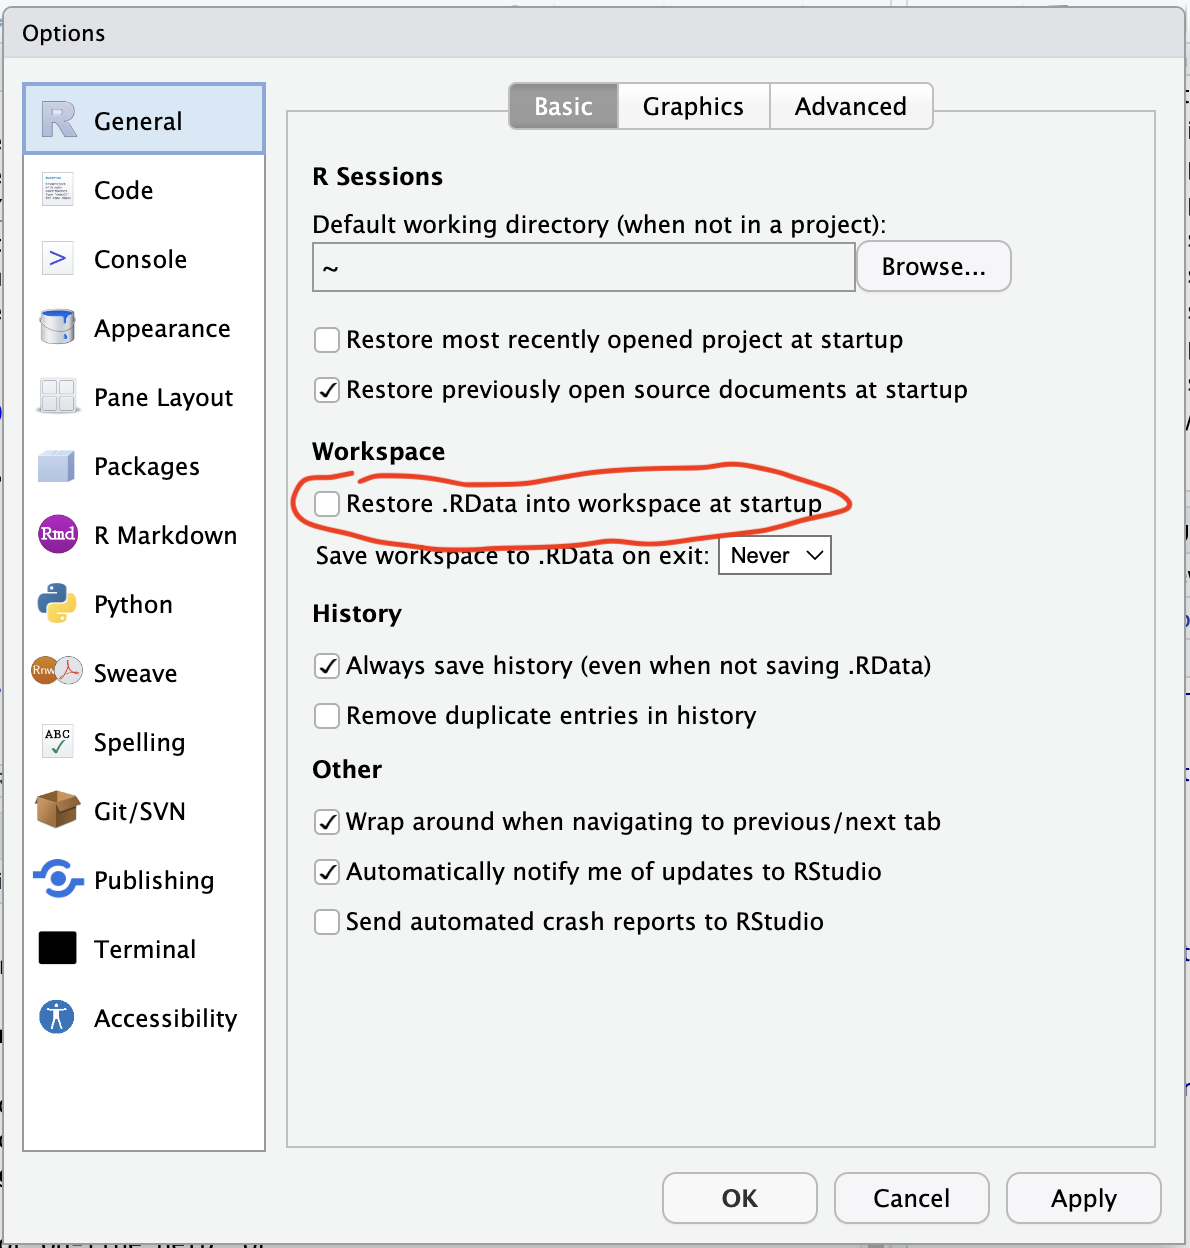 Options
General
Code
Console
Appearance
Pane Layout
Packages
Rmd R Markdown
Python
Rnw Sweave
ABC Spelling
Git/SVN
Publishing
Terminal
Accessibility
Basic Graphics Advanced
R Sessions
Default working directory (when not in a project):
~ Browse...
Restore most recently opened project at startup
Restore previously open source documents at startup
Workspace
Restore .RData into workspace at startup
Save workspace to .RData on exit: Never
History
Always save history (even when not saving .RData)
Remove duplicate entries in history
Other
Wrap around when navigating to previous/next tab
Automatically notify me of updates to RStudio
Send automated crash reports to RStudio
OK Cancel Apply